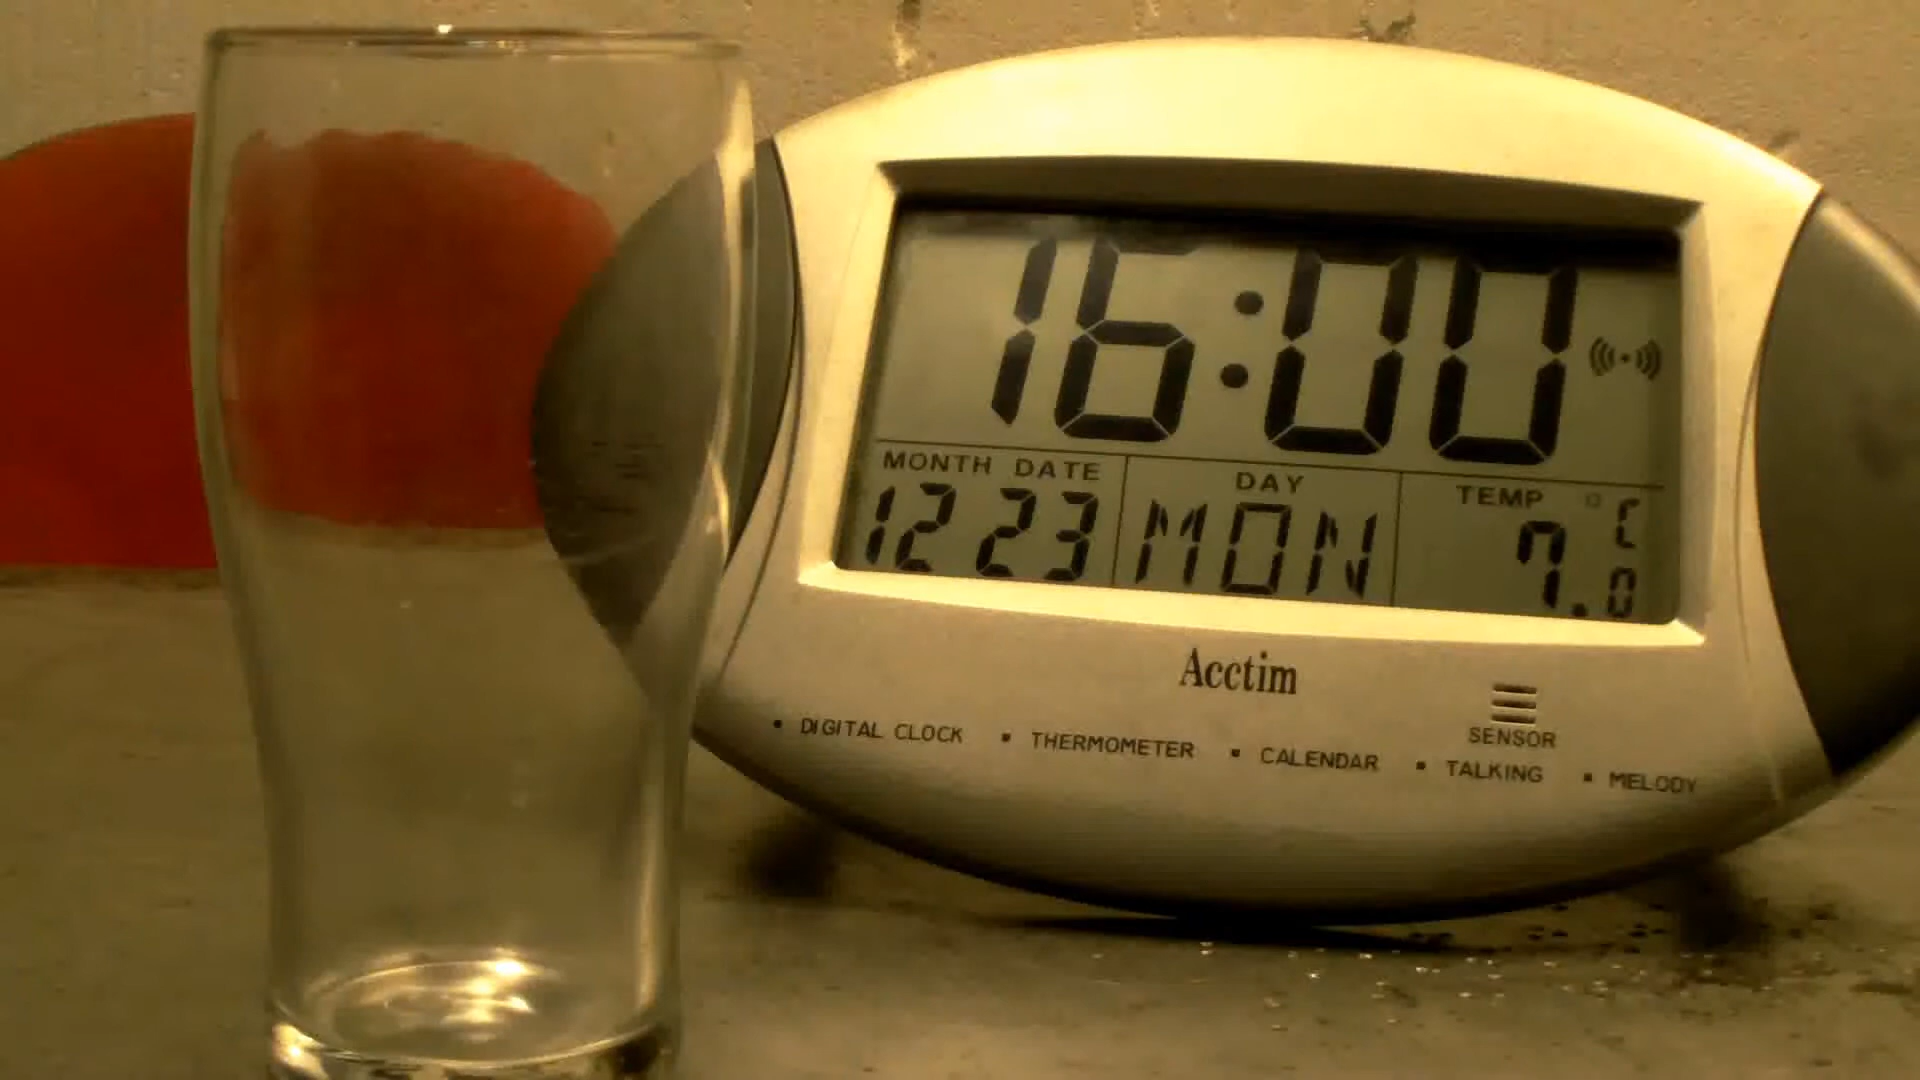 16:00
MONTH DATE DAY TEMP °C
12 23 MON 7.0
Acctim
SENSOR
• DIGITAL CLOCK • THERMOMETER • CALENDAR • TALKING • MELODY